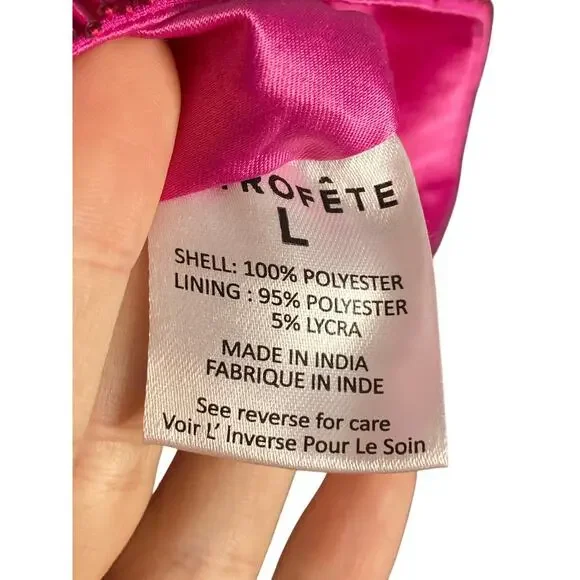 TROFÊTE
L
SHELL: 100% POLYESTER
LINING : 95% POLYESTER
5% LYCRA
MADE IN INDIA
FABRIQUE IN INDE
See reverse for care
Voir L' Inverse Pour Le Soin